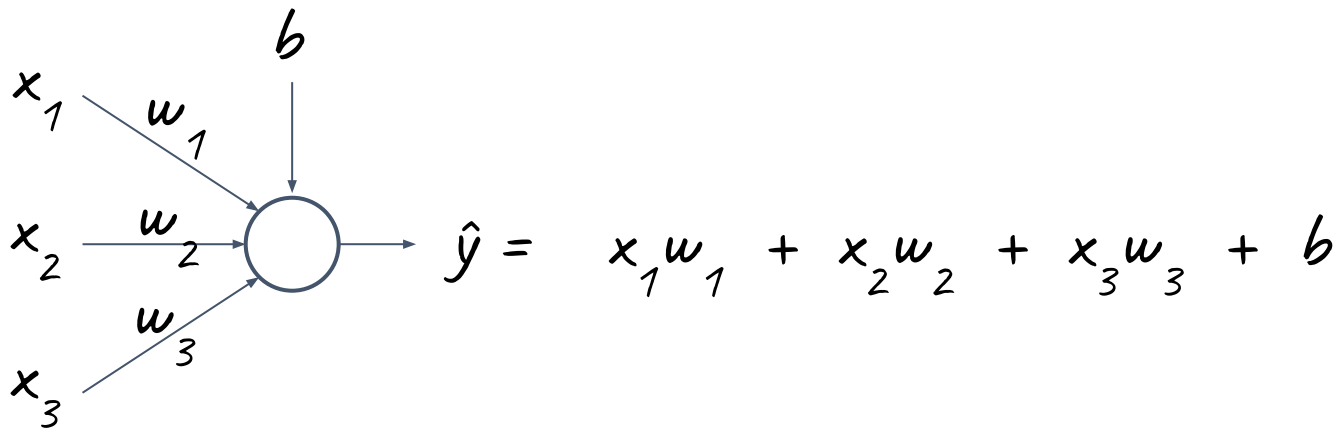 b
x₁
w₁
x₂
w₂
ŷ = x₁w₁ + x₂w₂ + x₃w₃ + b
w₃
x₃